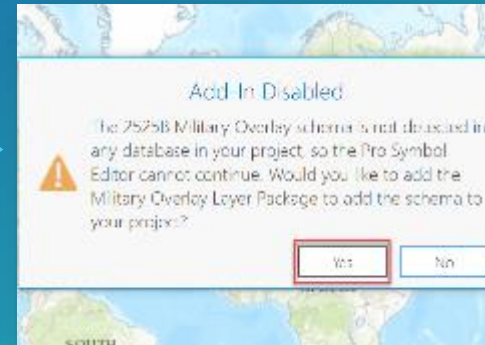 Add-In Disabled
The 2525B Military Overlay schema is not detected in
any database in your project, so the Pro Symbol
Editor cannot continue. Would you like to add the
Military Overlay Layer Package to add the schema to
your project?
Yes No
SOUTH